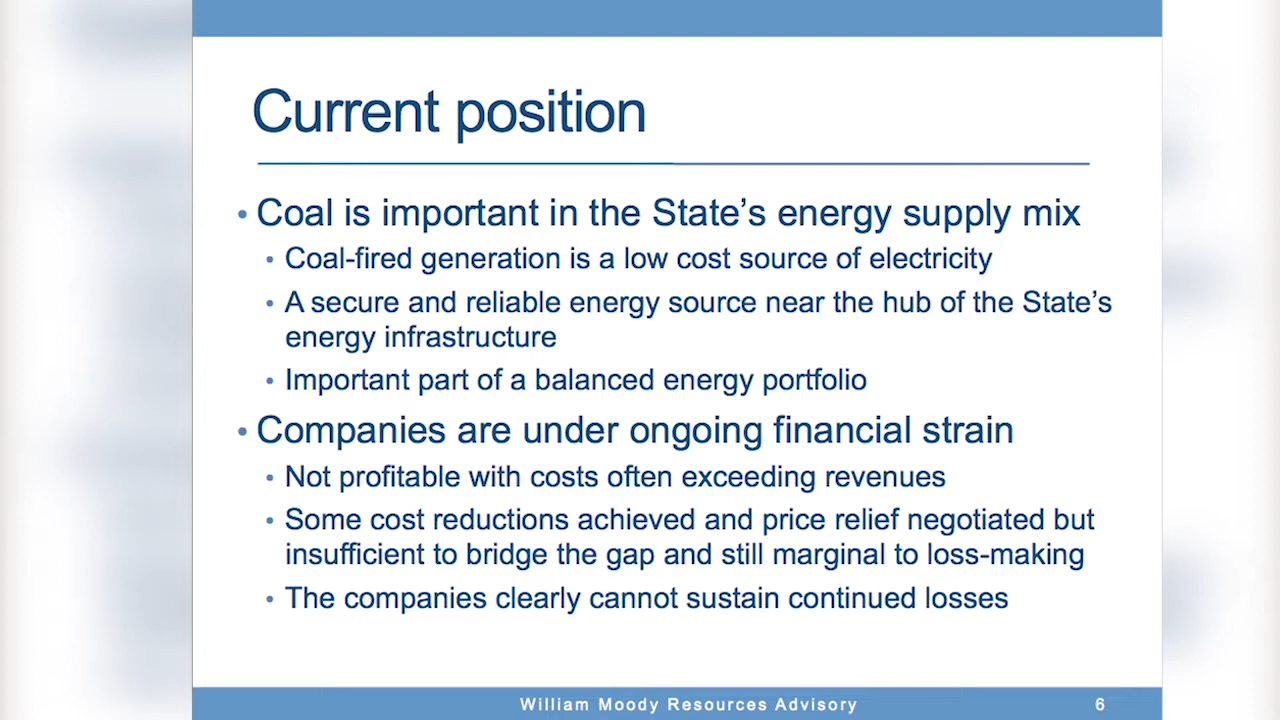 Current position
• Coal is important in the State’s energy supply mix
• Coal-fired generation is a low cost source of electricity
• A secure and reliable energy source near the hub of the State’s
energy infrastructure
• Important part of a balanced energy portfolio
• Companies are under ongoing financial strain
• Not profitable with costs often exceeding revenues
• Some cost reductions achieved and price relief negotiated but
insufficient to bridge the gap and still marginal to loss-making
• The companies clearly cannot sustain continued losses
William Moody Resources Advisory 6